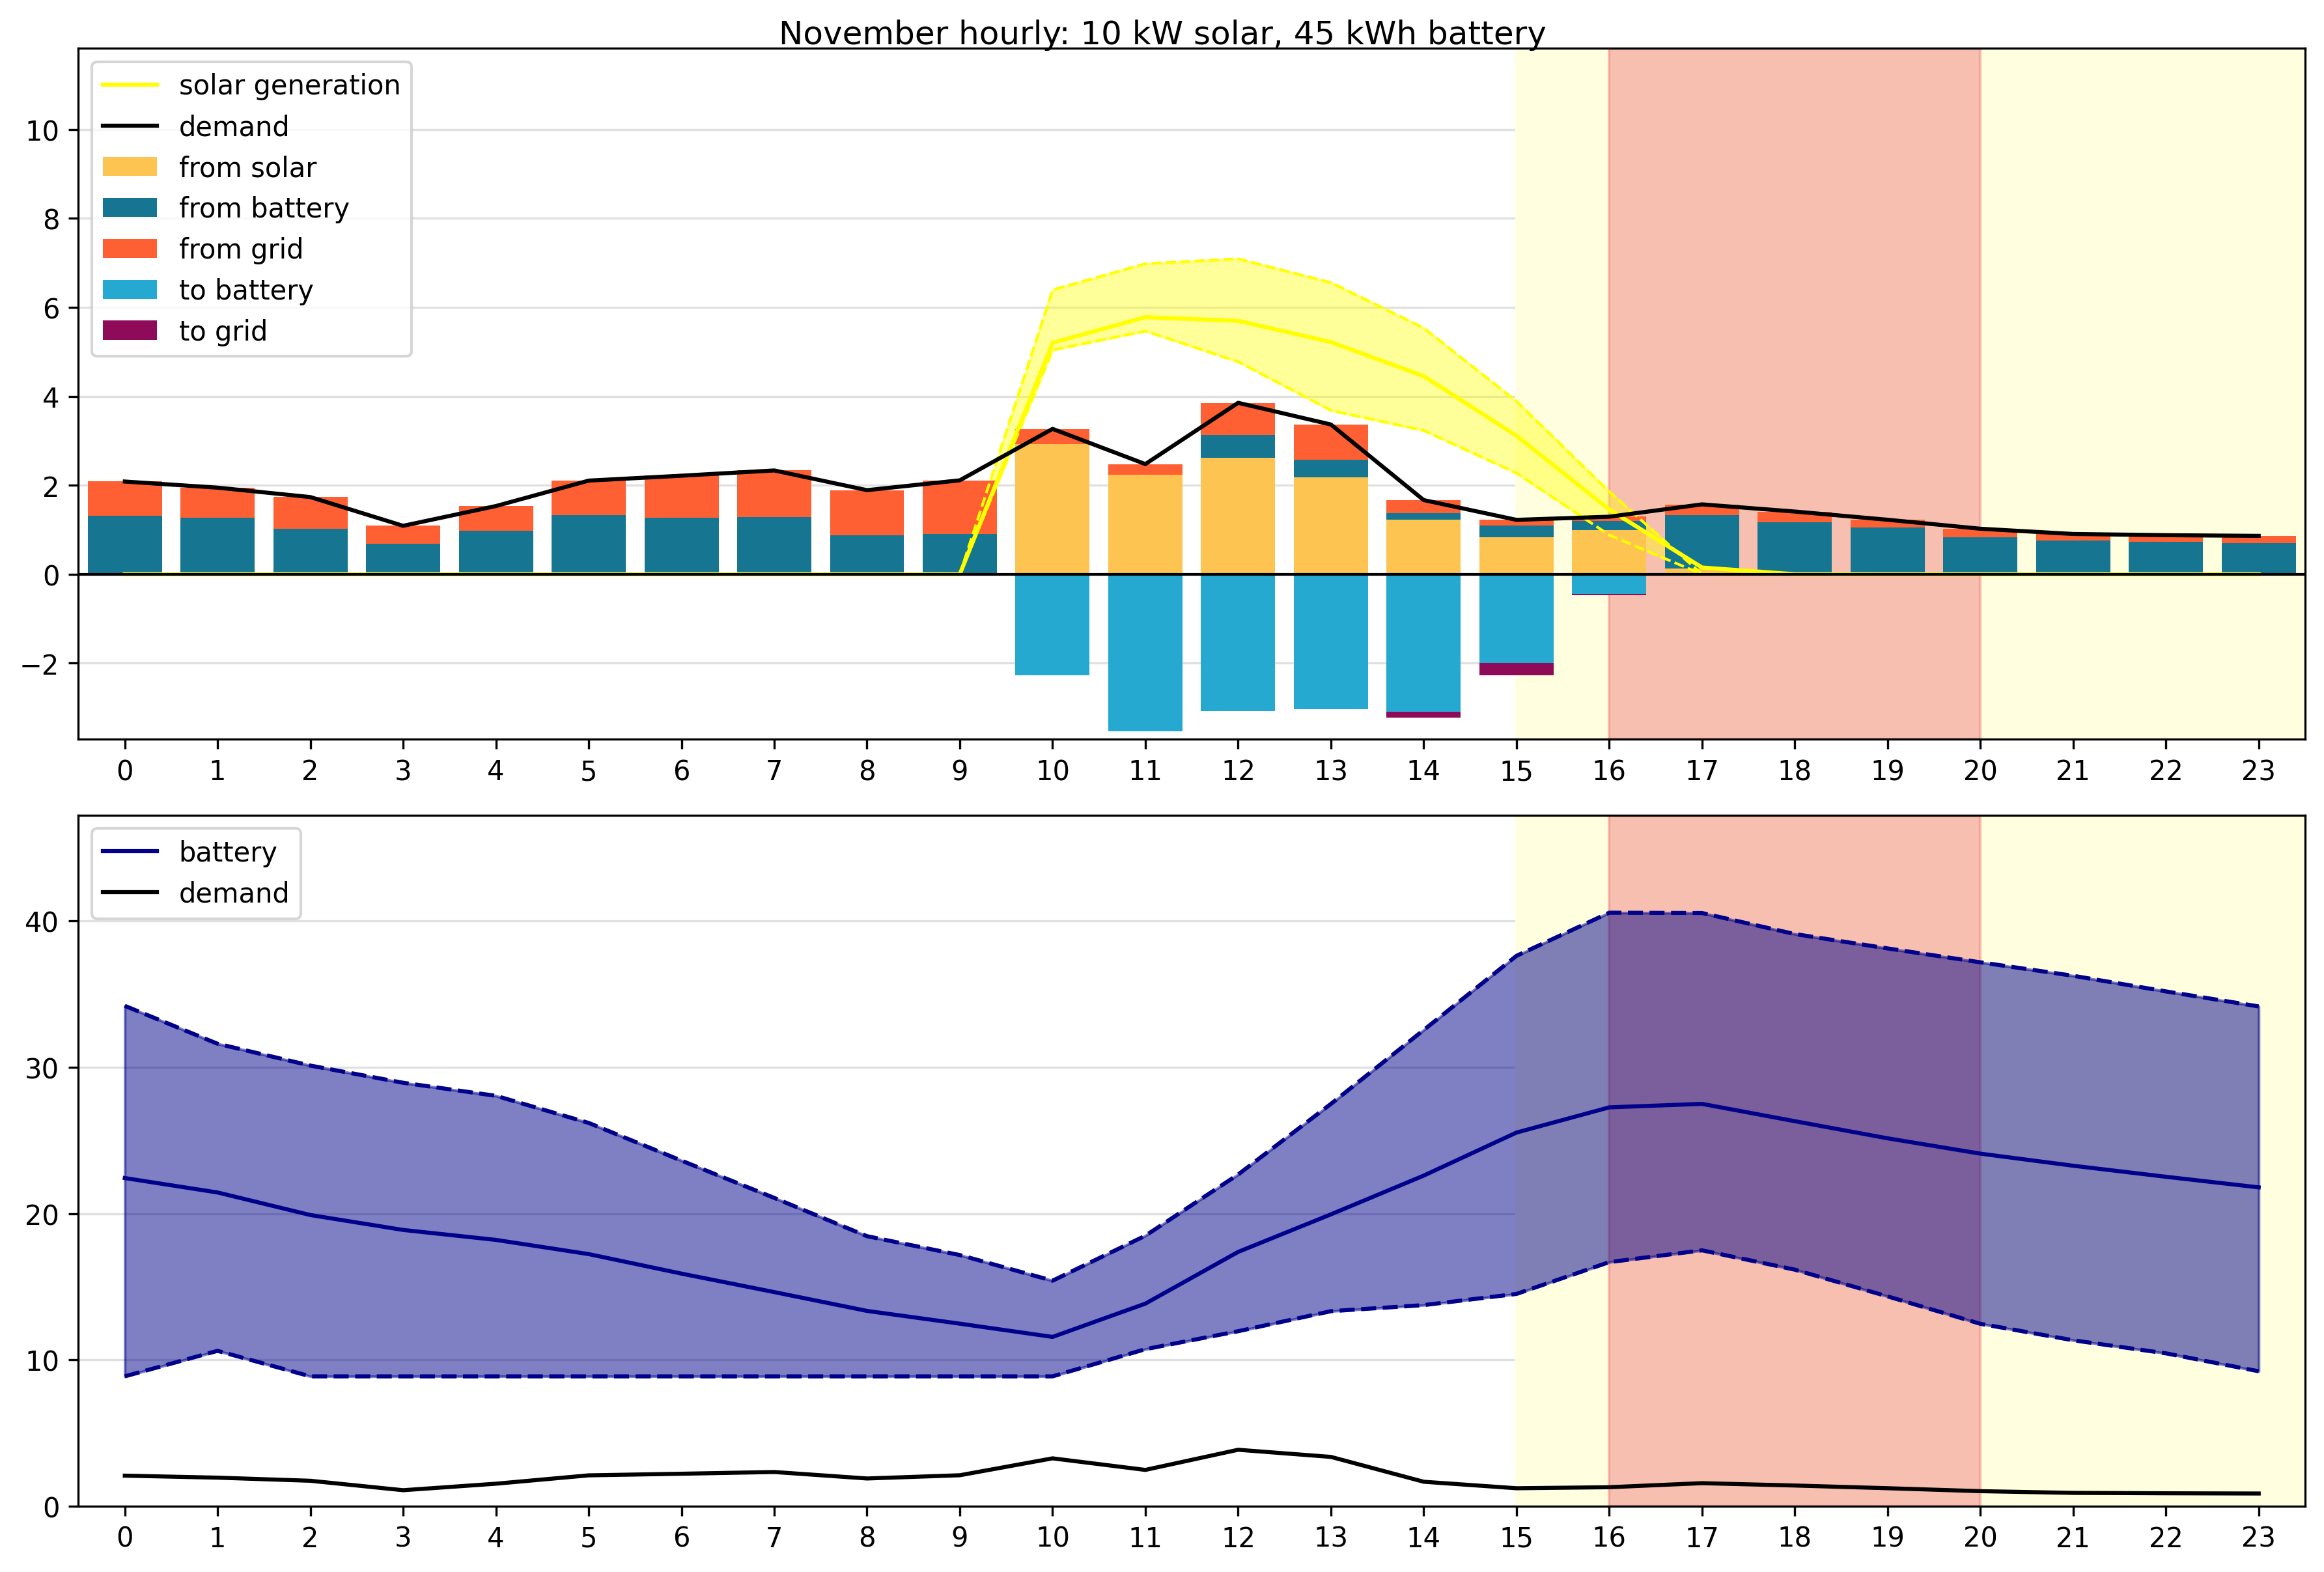 November hourly: 10 kW solar, 45 kWh battery
solar generation
demand
from solar
from battery
from grid
to battery
to grid
10
8
6
4
2
0
−2
0 1 2 3 4 5 6 7 8 9 10 11 12 13 14 15 16 17 18 19 20 21 22 23
battery
demand
40
30
20
10
0
0 1 2 3 4 5 6 7 8 9 10 11 12 13 14 15 16 17 18 19 20 21 22 23